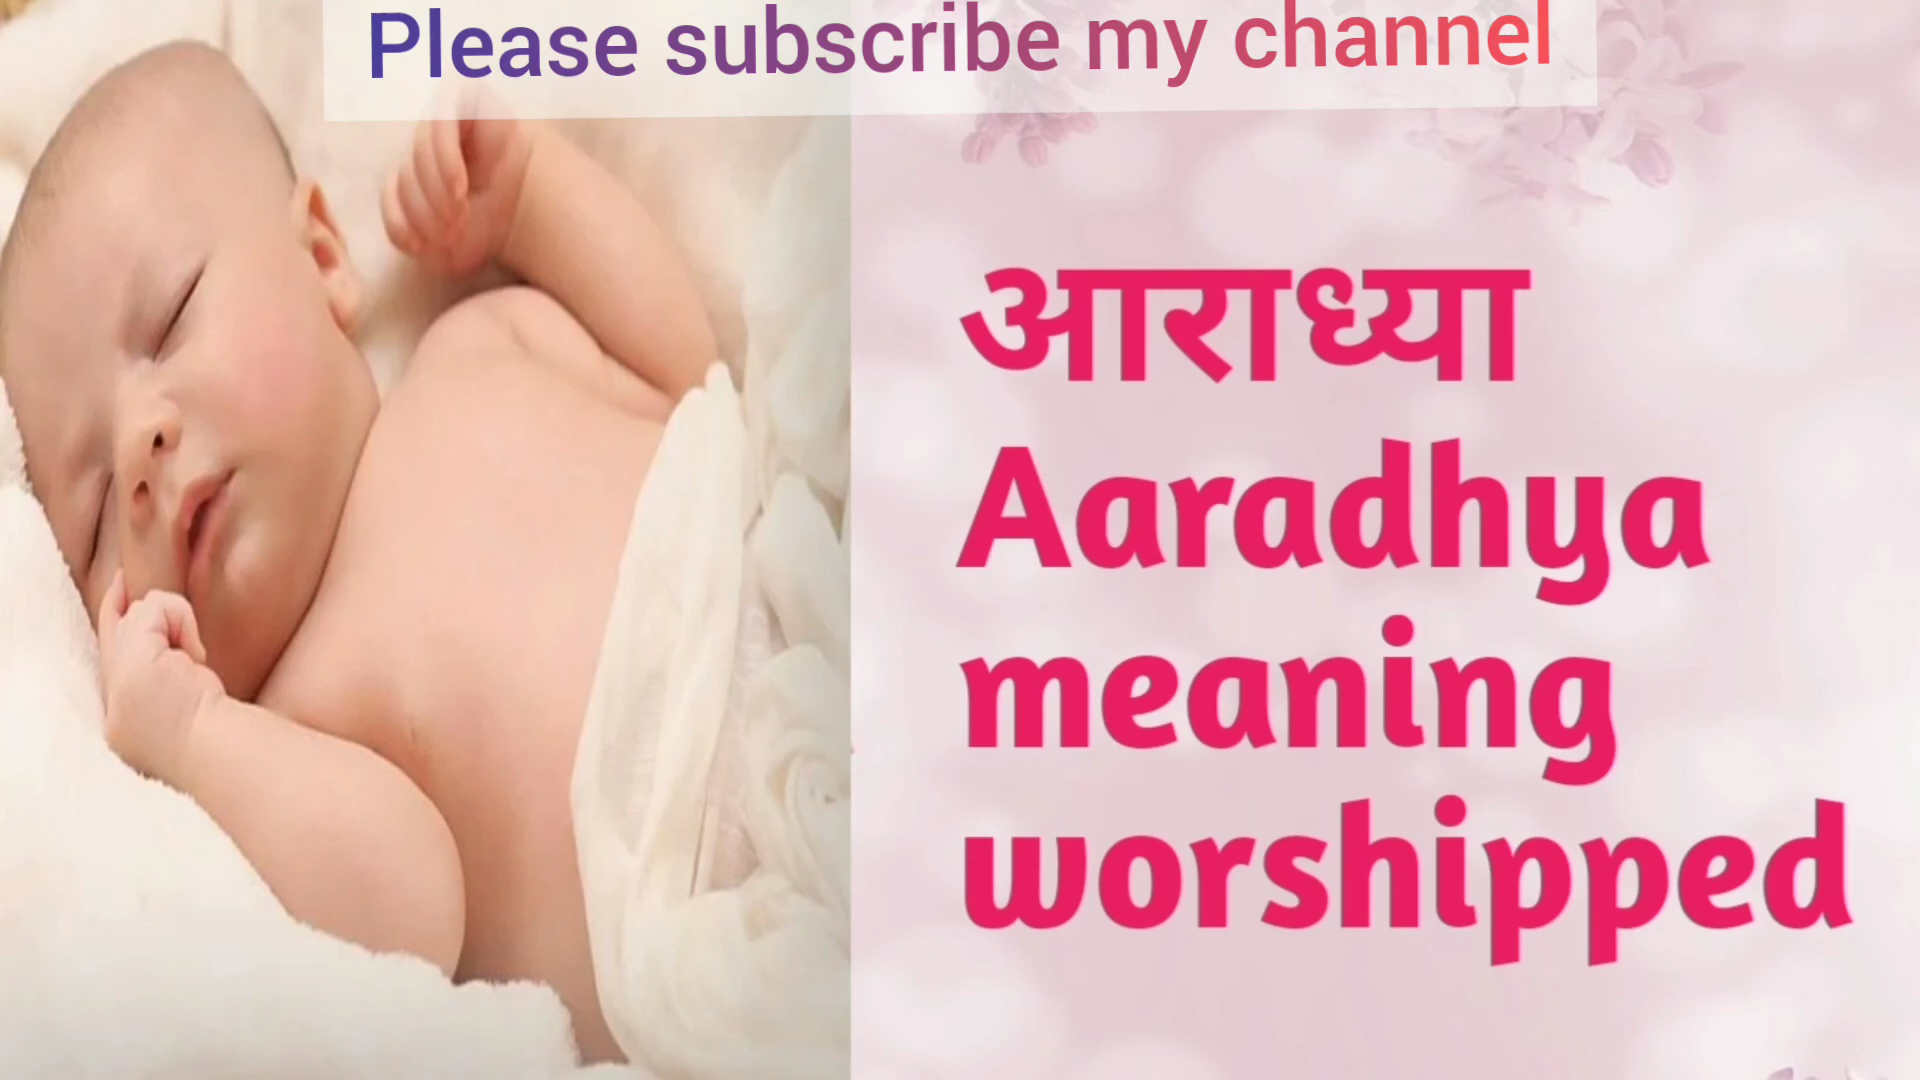 Please subscribe my channel
आराध्या
Aaradhya
meaning
worshipped